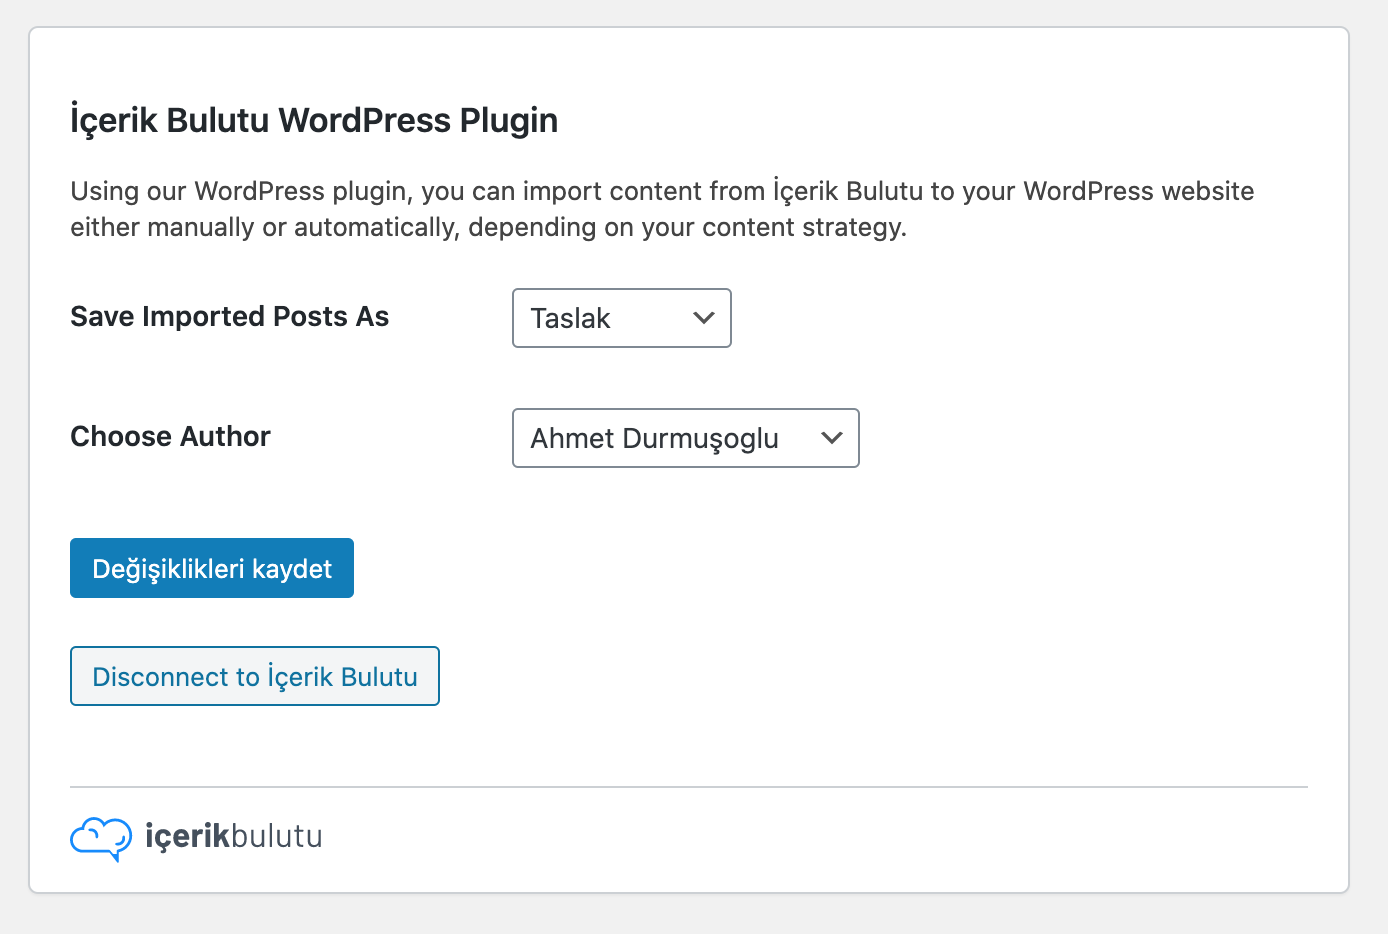 İçerik Bulutu WordPress Plugin
Using our WordPress plugin, you can import content from İçerik Bulutu to your WordPress website
either manually or automatically, depending on your content strategy.
Save Imported Posts As
Taslak
Choose Author
Ahmet Durmuşoglu
Değişiklikleri kaydet
Disconnect to İçerik Bulutu
içerikbulutu